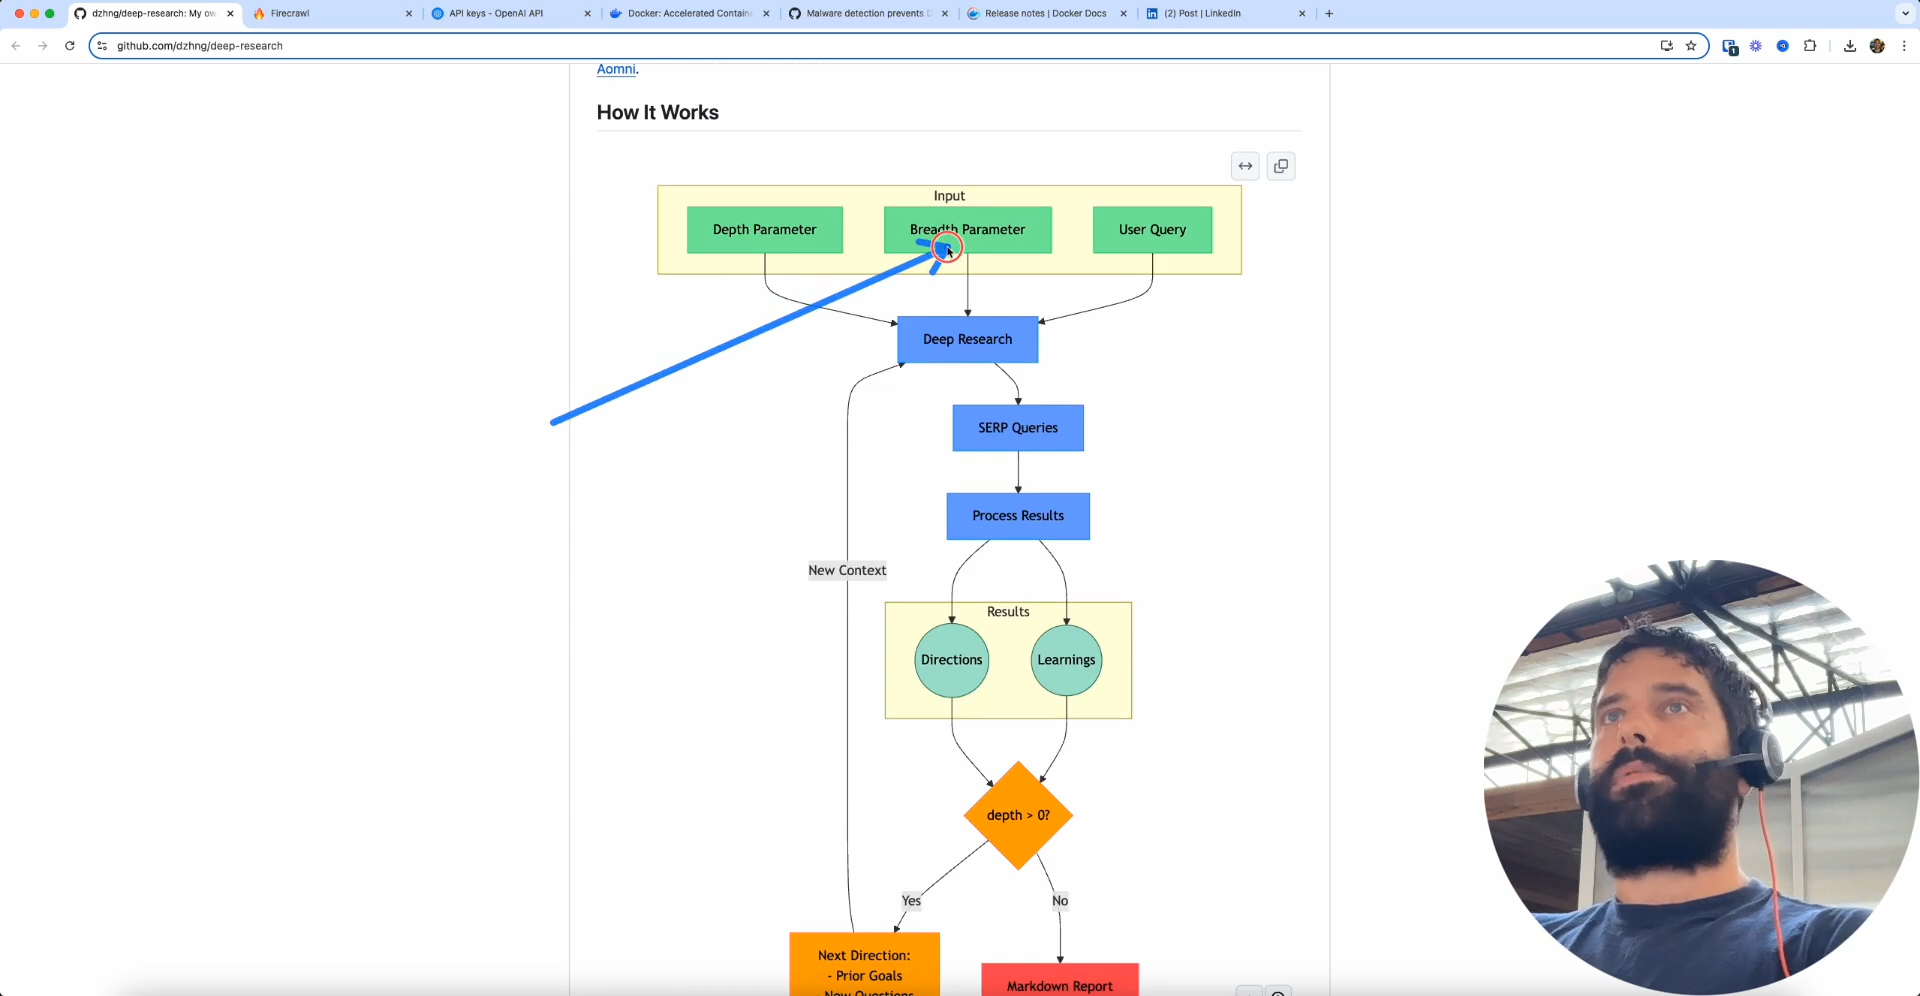 dzhng/deep-research: My ow
Firecrawl
API keys - OpenAI API
Docker: Accelerated Containe
Malware detection prevents D
Release notes | Docker Docs
(2) Post | LinkedIn
github.com/dzhng/deep-research
Aomni.
How It Works
Input
Depth Parameter
Breadth Parameter
User Query
Deep Research
SERP Queries
Process Results
New Context
Results
Directions
Learnings
depth > 0?
Yes
No
Next Direction:
- Prior Goals
- New Questions
Markdown Report